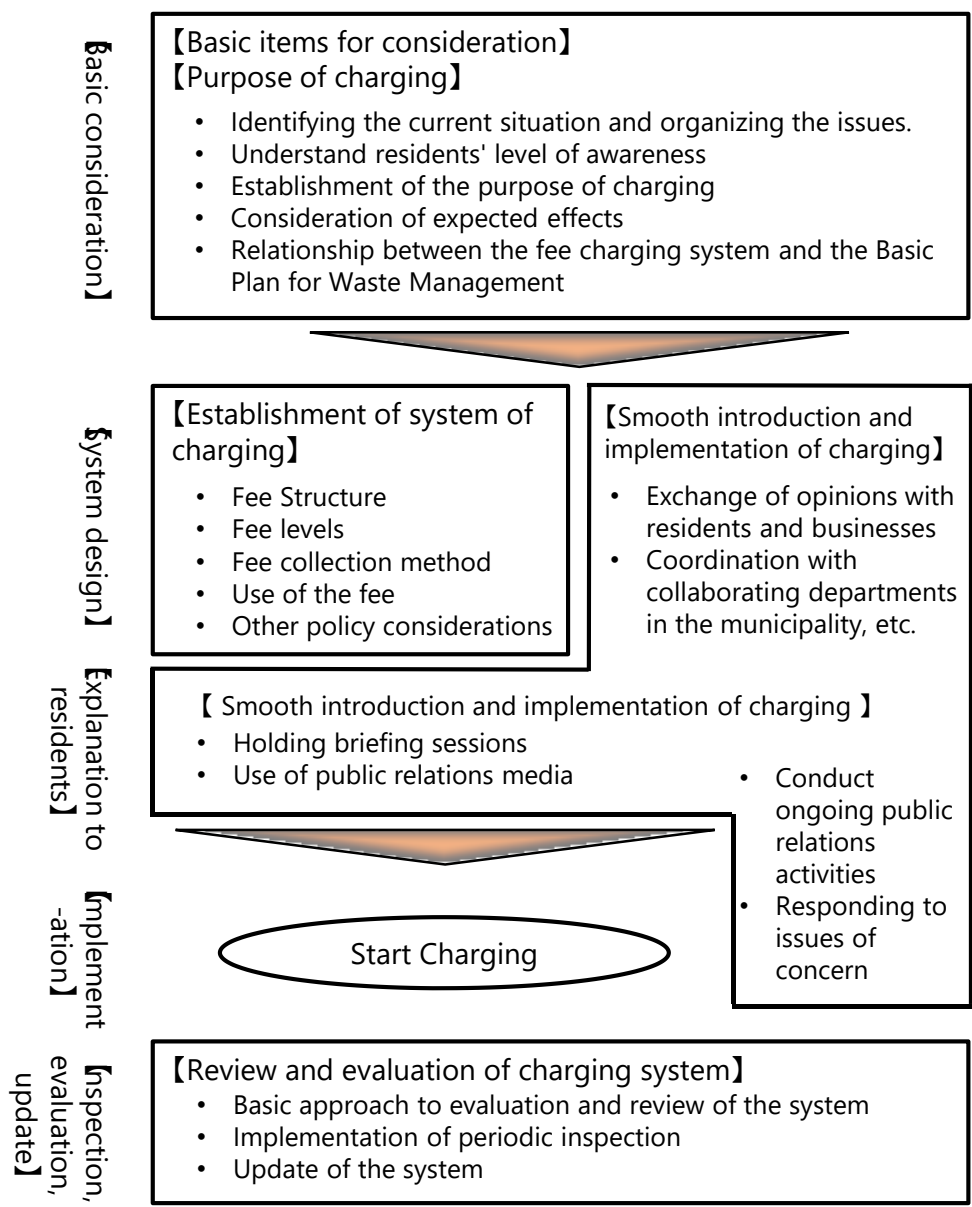 【Basic consideration】
【Basic items for consideration】
【Purpose of charging】
• Identifying the current situation and organizing the issues.
• Understand residents' level of awareness
• Establishment of the purpose of charging
• Consideration of expected effects
• Relationship between the fee charging system and the Basic
Plan for Waste Management
【System design】
【Establishment of system of
charging】
• Fee Structure
• Fee levels
• Fee collection method
• Use of the fee
• Other policy considerations
【Smooth introduction and
implementation of charging】
• Exchange of opinions with
residents and businesses
• Coordination with
collaborating departments
in the municipality, etc.
【Explanation to
residents】
【 Smooth introduction and implementation of charging 】
• Holding briefing sessions
• Use of public relations media
• Conduct
ongoing public
relations
activities
• Responding to
issues of
concern
【Implement
-ation】
Start Charging
【Inspection,
evaluation,
update】
【Review and evaluation of charging system】
• Basic approach to evaluation and review of the system
• Implementation of periodic inspection
• Update of the system